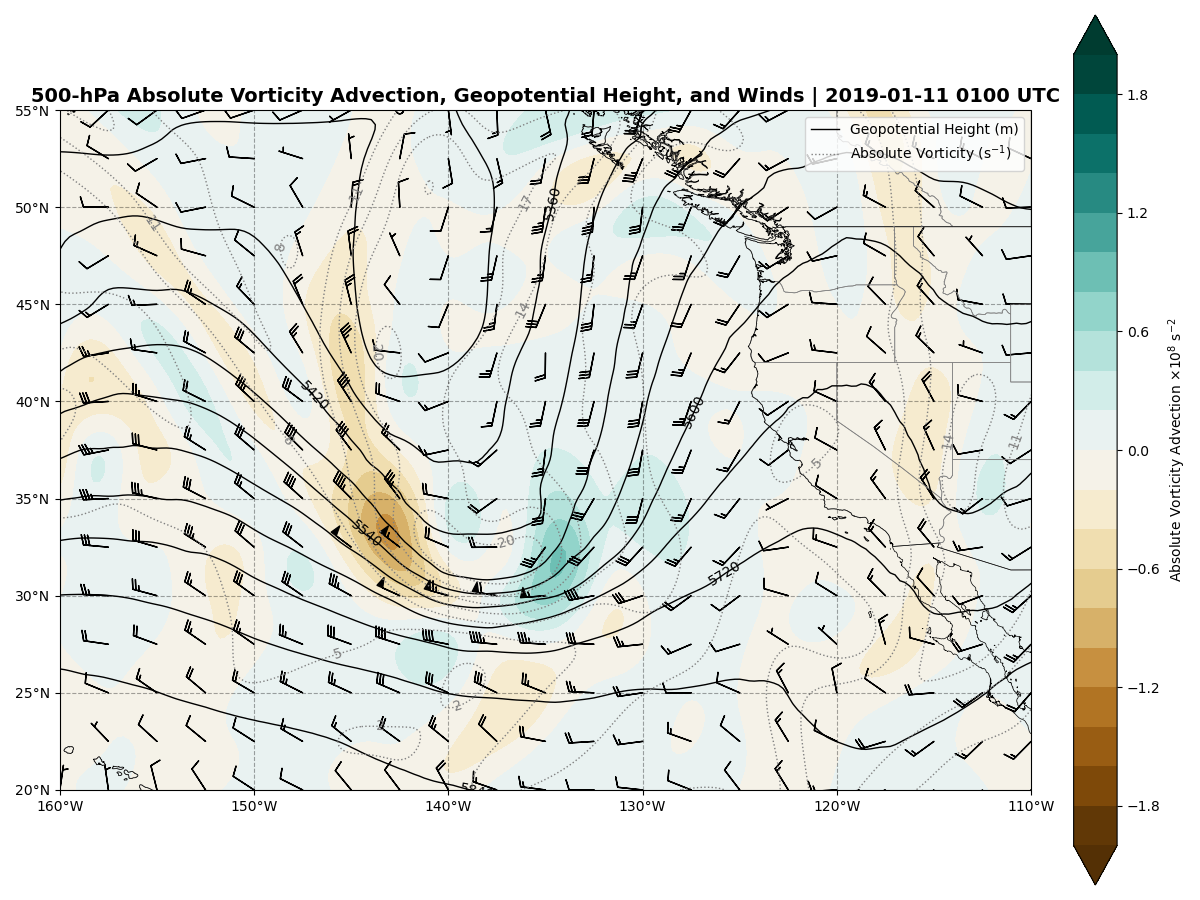 500-hPa Absolute Vorticity Advection, Geopotential Height, and Winds | 2019-01-11 0100 UTC
Geopotential Height (m)
Absolute Vorticity (s⁻¹)
55°N
50°N
45°N
40°N
35°N
30°N
25°N
20°N
160°W
150°W
140°W
130°W
120°W
110°W
5360
5420
5540
5600
5720
17
14
8
11
20
8
20
5
5
2
14
11
1.8
1.2
0.6
0.0
−0.6
−1.2
−1.8
Absolute Vorticity Advection ×10⁸ s⁻²